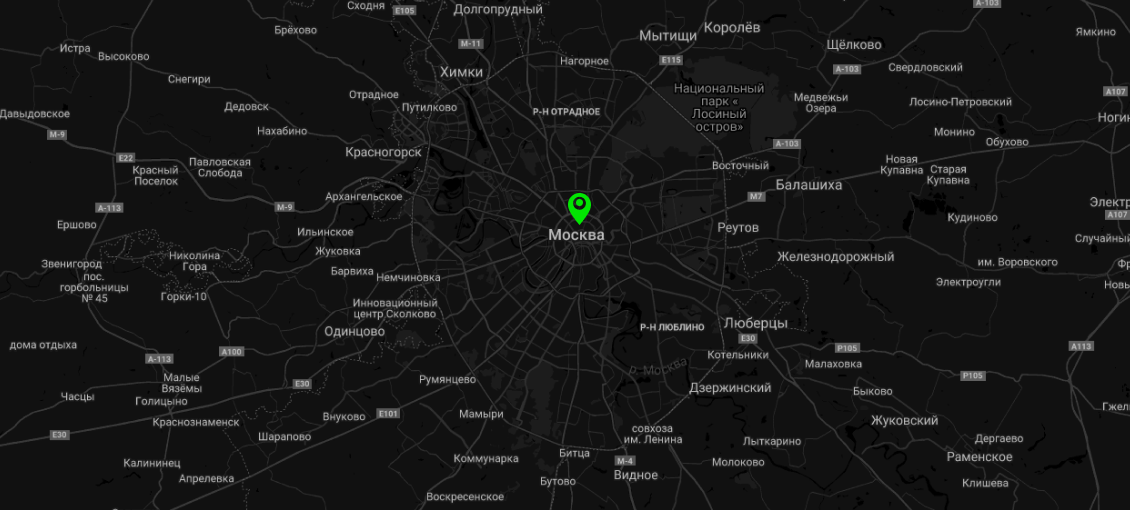 Сходня
E105
Долгопрудный
A-103
Брёхово
Мытищи
Королёв
Ямкино
Истра
Высоково
M-11
Щёлково
Нагорное
E115
Химки
A-103
Свердловский
Снегири
Национальный
парк «
Лосиный
остров»
A107
Отрадное
Путилково
Медвежьи
Озера
Лосино-Петровский
Дедовск
Давыдовское
Р-Н ОТРАДНОЕ
Ногин
M-9
Нахабино
Монино
Обухово
A-103
E22
Красногорск
Павловская
Слобода
Красный
Поселок
Восточный
Новая
Купавна
Старая
Купавна
Балашиха
M7
Архангельское
Электр
A-113
M-9
A107
Кудиново
Ершово
Ильинское
Москва
Реутов
Случайный
Жуковка
Николина
Гора
Железнодорожный
Звенигород
им. Воровского
пос.
горбольницы
№ 45
Барвиха
Немчиновка
Электроугли
Новы
Горки-10
Инновационный
центр Сколково
Р-Н ЛЮБЛИНО
Люберцы
Одинцово
E30
дома отдыха
A100
P105
A113
A-113
Котельники
Малаховка
р. Москва
Малые
Вязёмы
E30
Румянцево
P105
Дзержинский
Быково
Часцы
Голицыно
Гжел
Краснознаменск
Внуково
E101
Мамыри
Жуковский
E30
Шарапово
совхоза
им. Ленина
Лыткарино
Дергаево
Калининец
Коммунарка
Битца
M-4
Молоково
Раменское
Видное
Апрелевка
Бутово
Клишева
Воскресенское